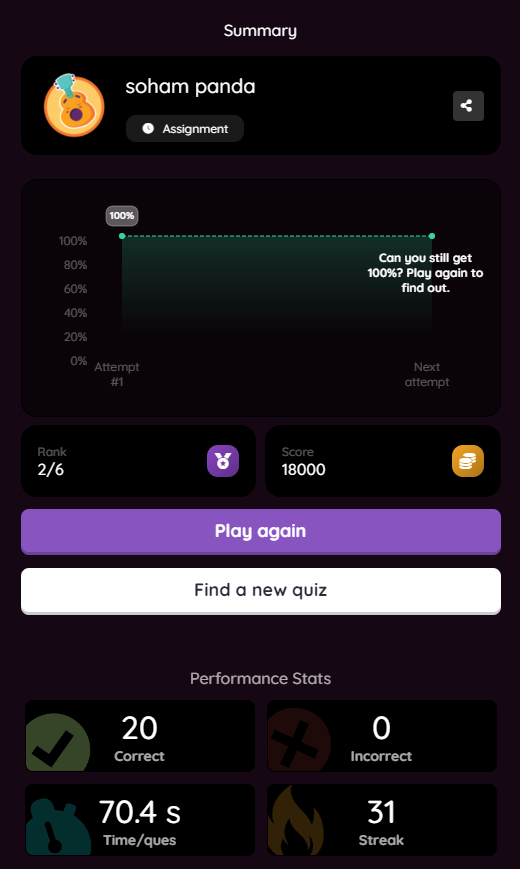 Summary
soham panda
Assignment
100%
100%
80%
60%
40%
20%
0%
Can you still get
100%? Play again to
find out.
Attempt
#1
Next
attempt
Rank
2/6
Score
18000
Play again
Find a new quiz
Performance Stats
20
Correct
0
Incorrect
70.4 s
Time/ques
31
Streak